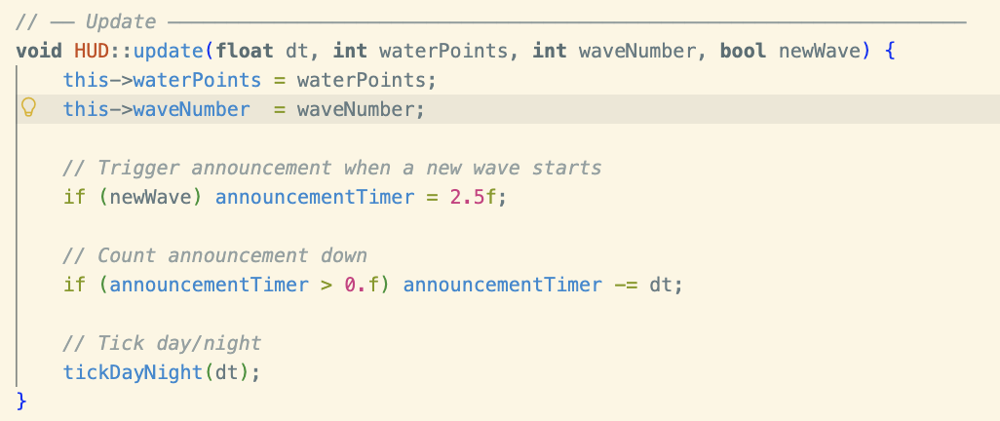 // —— Update ——————————————————————————————————
void HUD::update(float dt, int waterPoints, int waveNumber, bool newWave) {
    this->waterPoints = waterPoints;
    this->waveNumber  = waveNumber;
    // Trigger announcement when a new wave starts
    if (newWave) announcementTimer = 2.5f;
    // Count announcement down
    if (announcementTimer > 0.f) announcementTimer -= dt;
    // Tick day/night
    tickDayNight(dt);
}